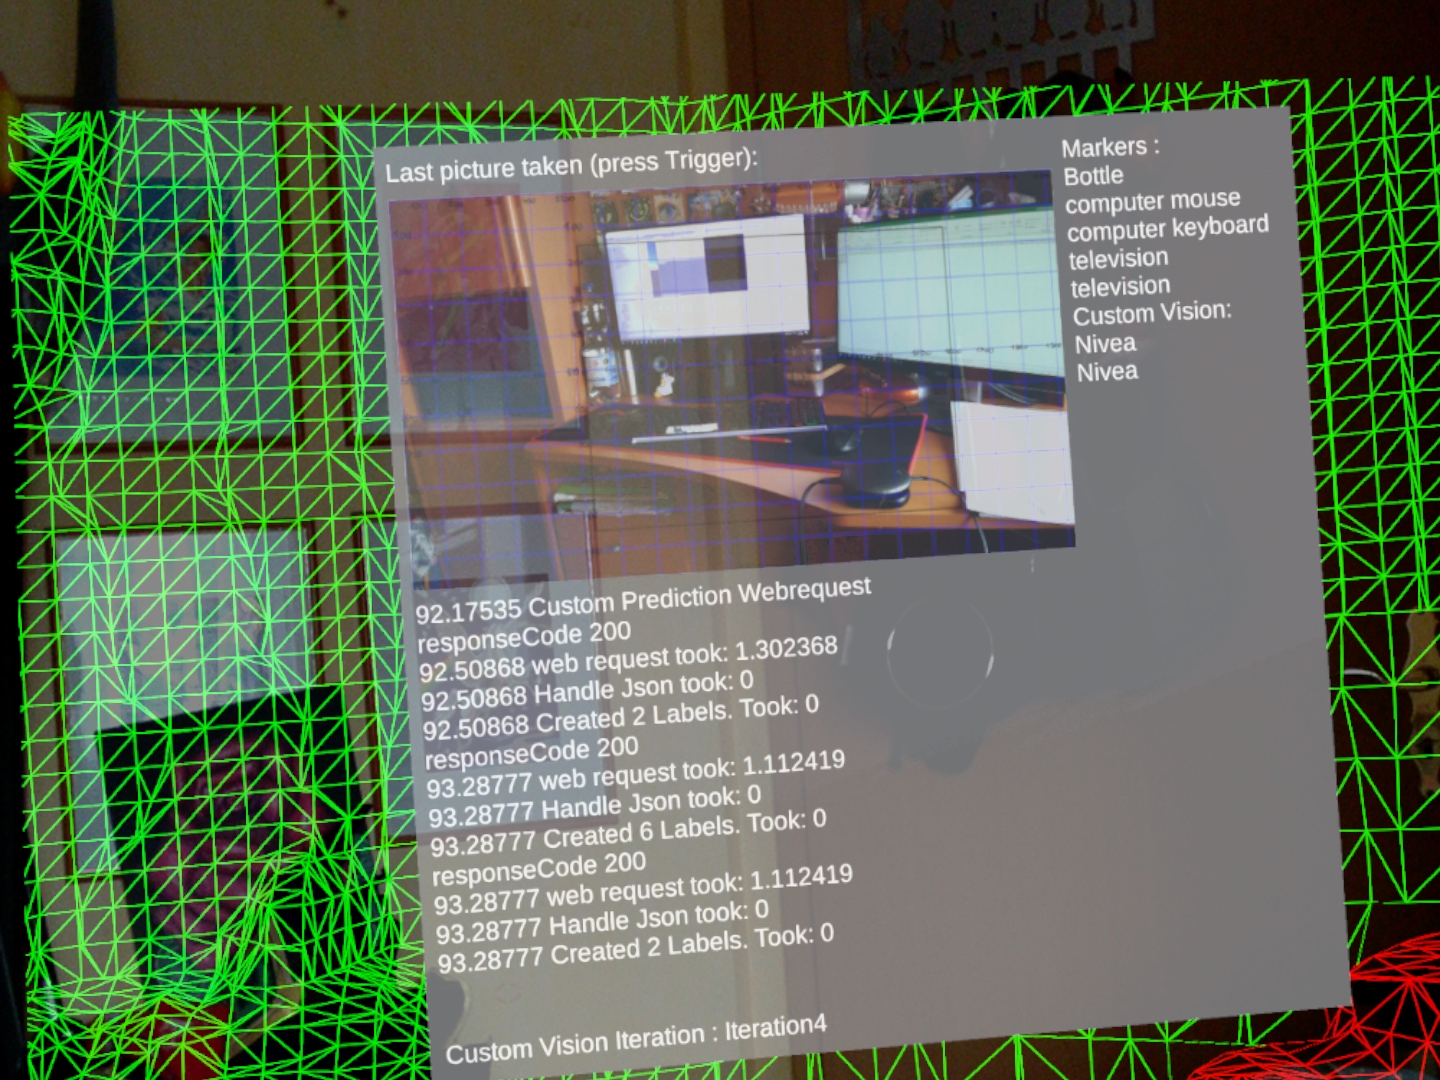 Last picture taken (press Trigger):
Markers :
Bottle
computer mouse
computer keyboard
television
television
Custom Vision:
Nivea
Nivea
92.17535 Custom Prediction Webrequest
responseCode 200
92.50868 web request took: 1.302368
92.50868 Handle Json took: 0
92.50868 Created 2 Labels. Took: 0
responseCode 200
93.28777 web request took: 1.112419
93.28777 Handle Json took: 0
93.28777 Created 6 Labels. Took: 0
responseCode 200
93.28777 web request took: 1.112419
93.28777 Handle Json took: 0
93.28777 Created 2 Labels. Took: 0
Custom Vision Iteration : Iteration4